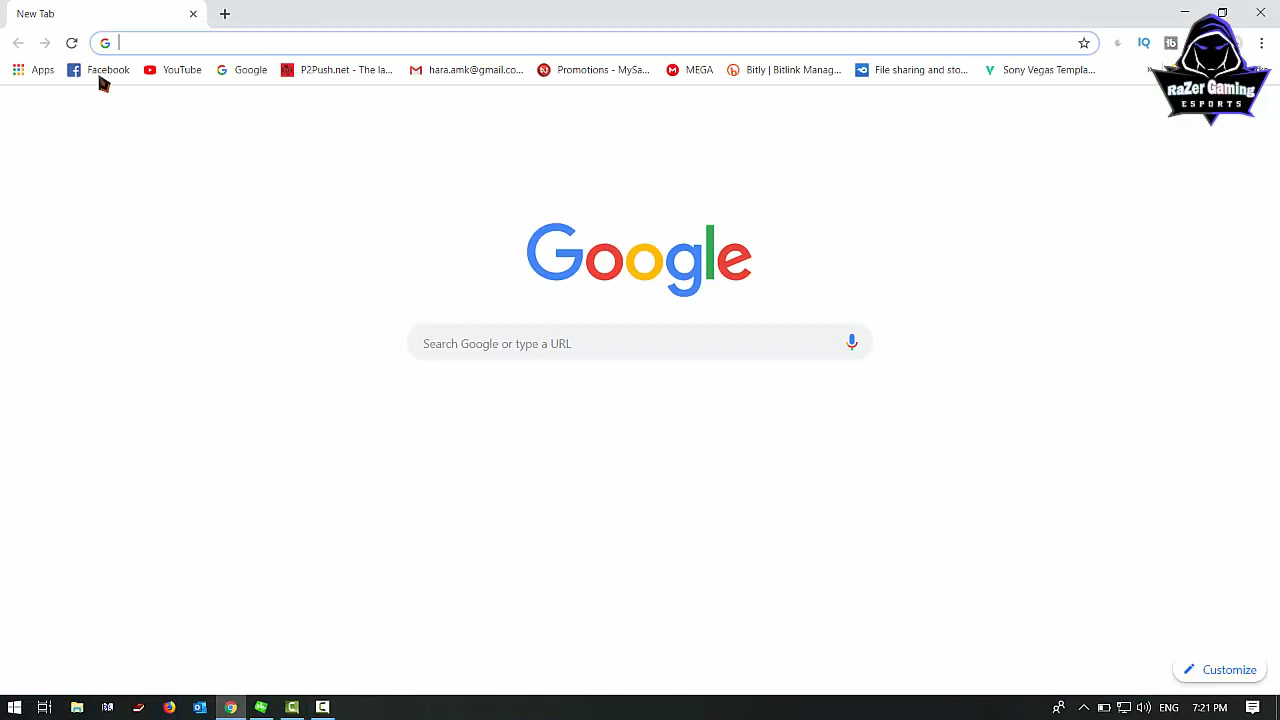 New Tab
Apps
Facebook
YouTube
Google
P2Push.net - The la...
hara.amk@gmail.co...
Promotions - MySa...
MEGA
Bitly | Bitlink Manag...
File sharing and sto...
Sony Vegas Templa...
RaZer Gaming
ESPORTS
Google
Search Google or type a URL
Customize
ENG
7:21 PM